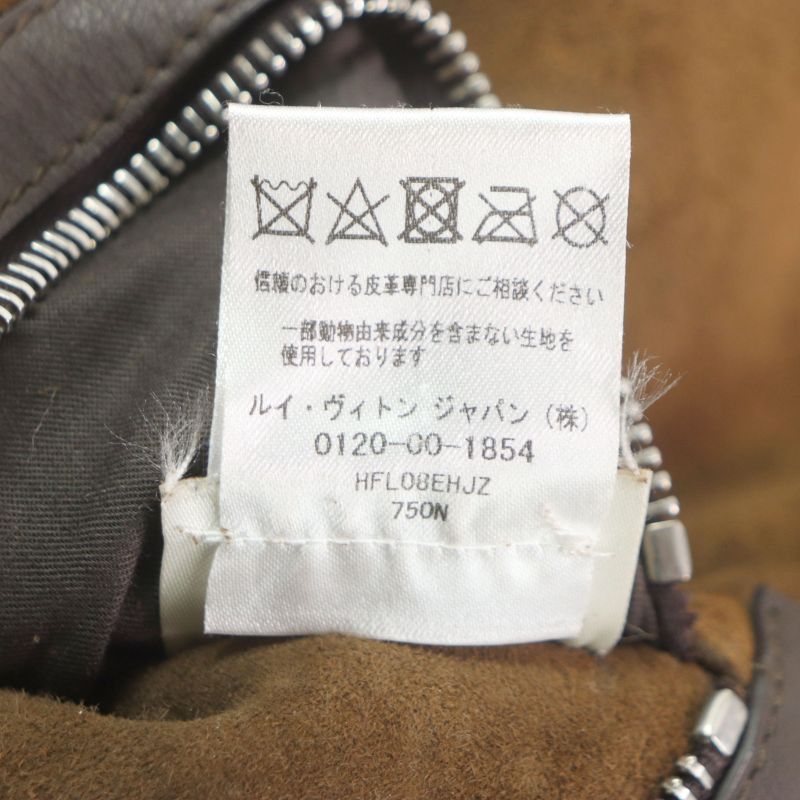 信頼のおける皮革専門店にご相談ください
一部動物由来成分を含まない生地を
使用しております
ルイ・ヴィトン ジャパン (株)
0120-00-1854
HFL08EHJZ
750N